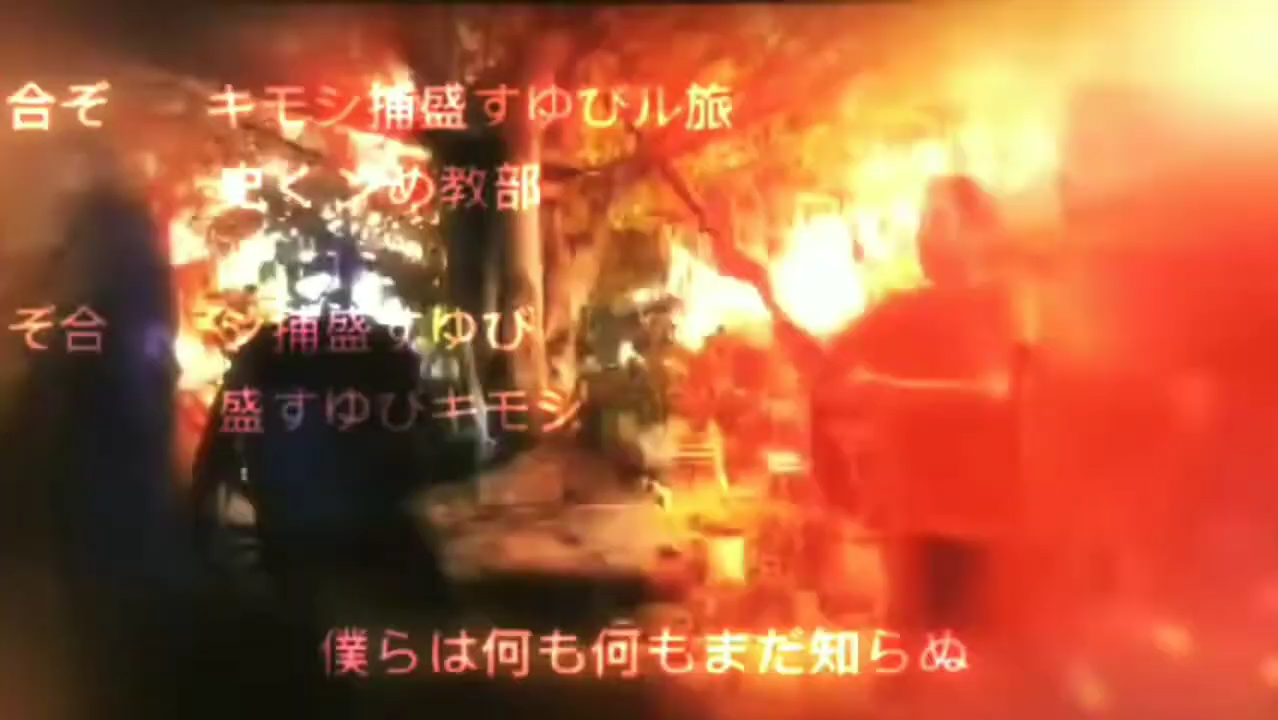 合ぞ キモシ捕盛すゆびル旅
め教部
ぞ合 シ捕盛すゆび
盛すゆびキモシ
僕らは何も何もまだ知らぬ